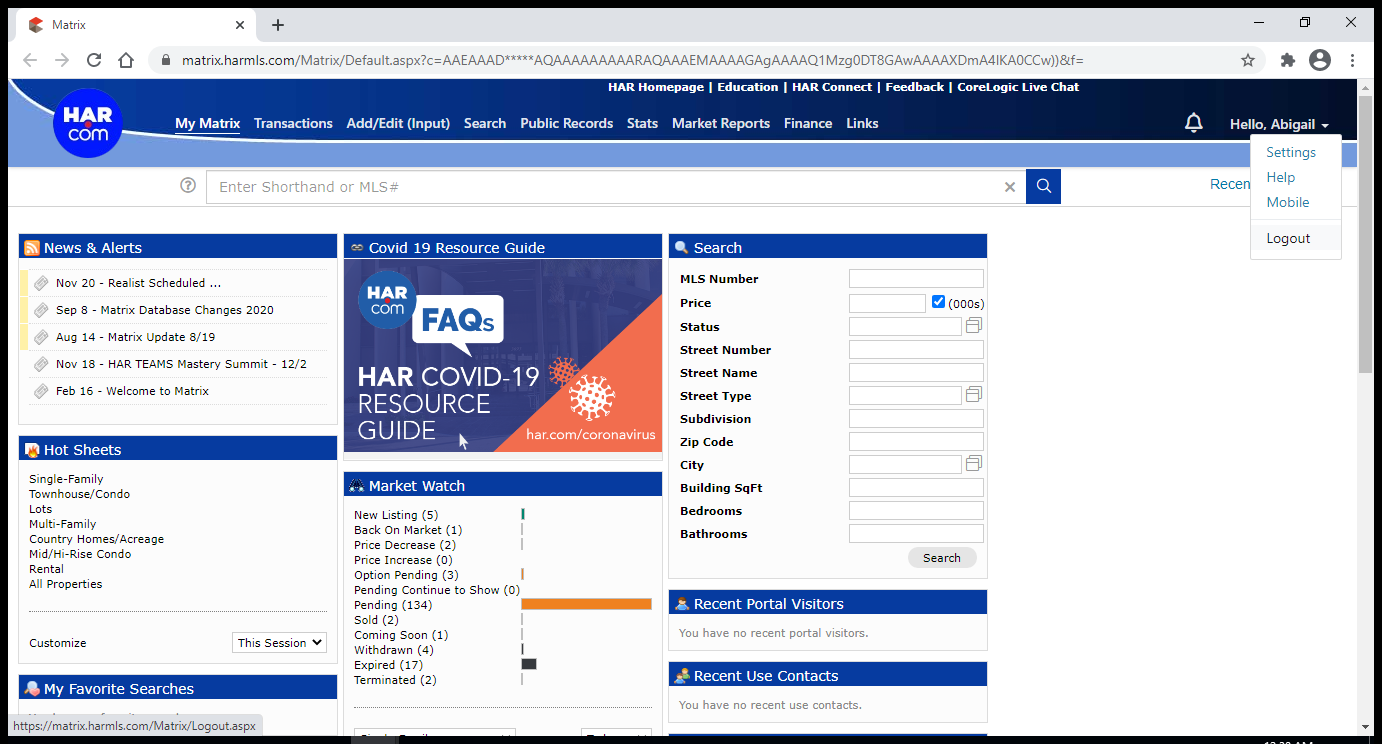 Matrix
matrix.harmls.com/Matrix/Default.aspx?c=AAEAAAD*****AQAAAAAAAAARAQAAAEMAAAAGAgAAAAQ1Mzg0DT8GAwAAAAXDmA4IKA0CCw))&f=
HAR Homepage | Education | HAR Connect | Feedback | CoreLogic Live Chat
HAR
com
My Matrix Transactions Add/Edit (Input) Search Public Records Stats Market Reports Finance Links
Hello, Abigail
Settings
Help
Mobile
Logout
Enter Shorthand or MLS#
Recen
News & Alerts
Nov 20 - Realist Scheduled ...
Sep 8 - Matrix Database Changes 2020
Aug 14 - Matrix Update 8/19
Nov 18 - HAR TEAMS Mastery Summit - 12/2
Feb 16 - Welcome to Matrix
Hot Sheets
Single-Family
Townhouse/Condo
Lots
Multi-Family
Country Homes/Acreage
Mid/Hi-Rise Condo
Rental
All Properties
Customize This Session
My Favorite Searches
https://matrix.harmls.com/Matrix/Logout.aspx
Covid 19 Resource Guide
HAR
com
FAQs
HAR COVID-19
RESOURCE
GUIDE
har.com/coronavirus
Market Watch
New Listing (5)
Back On Market (1)
Price Decrease (2)
Price Increase (0)
Option Pending (3)
Pending Continue to Show (0)
Pending (134)
Sold (2)
Coming Soon (1)
Withdrawn (4)
Expired (17)
Terminated (2)
Search
MLS Number
Price (000s)
Status
Street Number
Street Name
Street Type
Subdivision
Zip Code
City
Building SqFt
Bedrooms
Bathrooms
Search
Recent Portal Visitors
You have no recent portal visitors.
Recent Use Contacts
You have no recent use contacts.